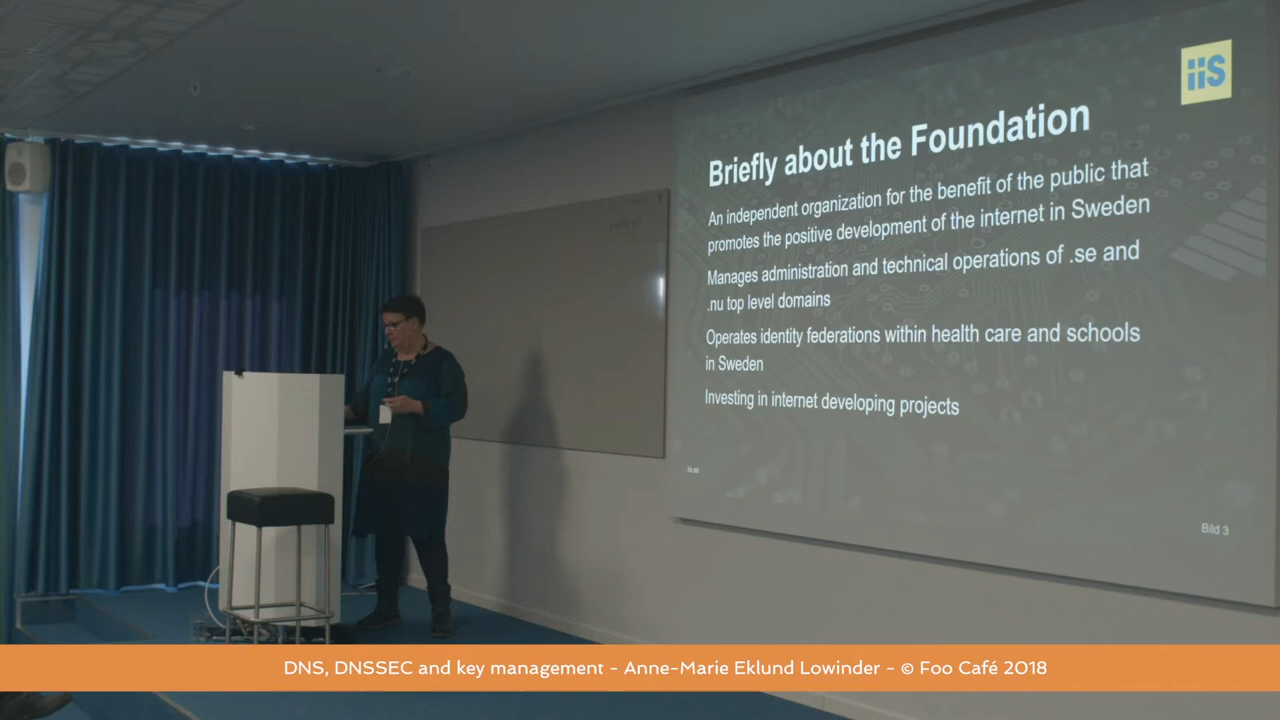 iis
Briefly about the Foundation
An independent organization for the benefit of the public that
promotes the positive development of the internet in Sweden
Manages administration and technical operations of .se and
.nu top level domains
Operates identity federations within health care and schools
in Sweden
Investing in internet developing projects
Bild 3
DNS, DNSSEC and key management - Anne-Marie Eklund Lowinder - © Foo Café 2018